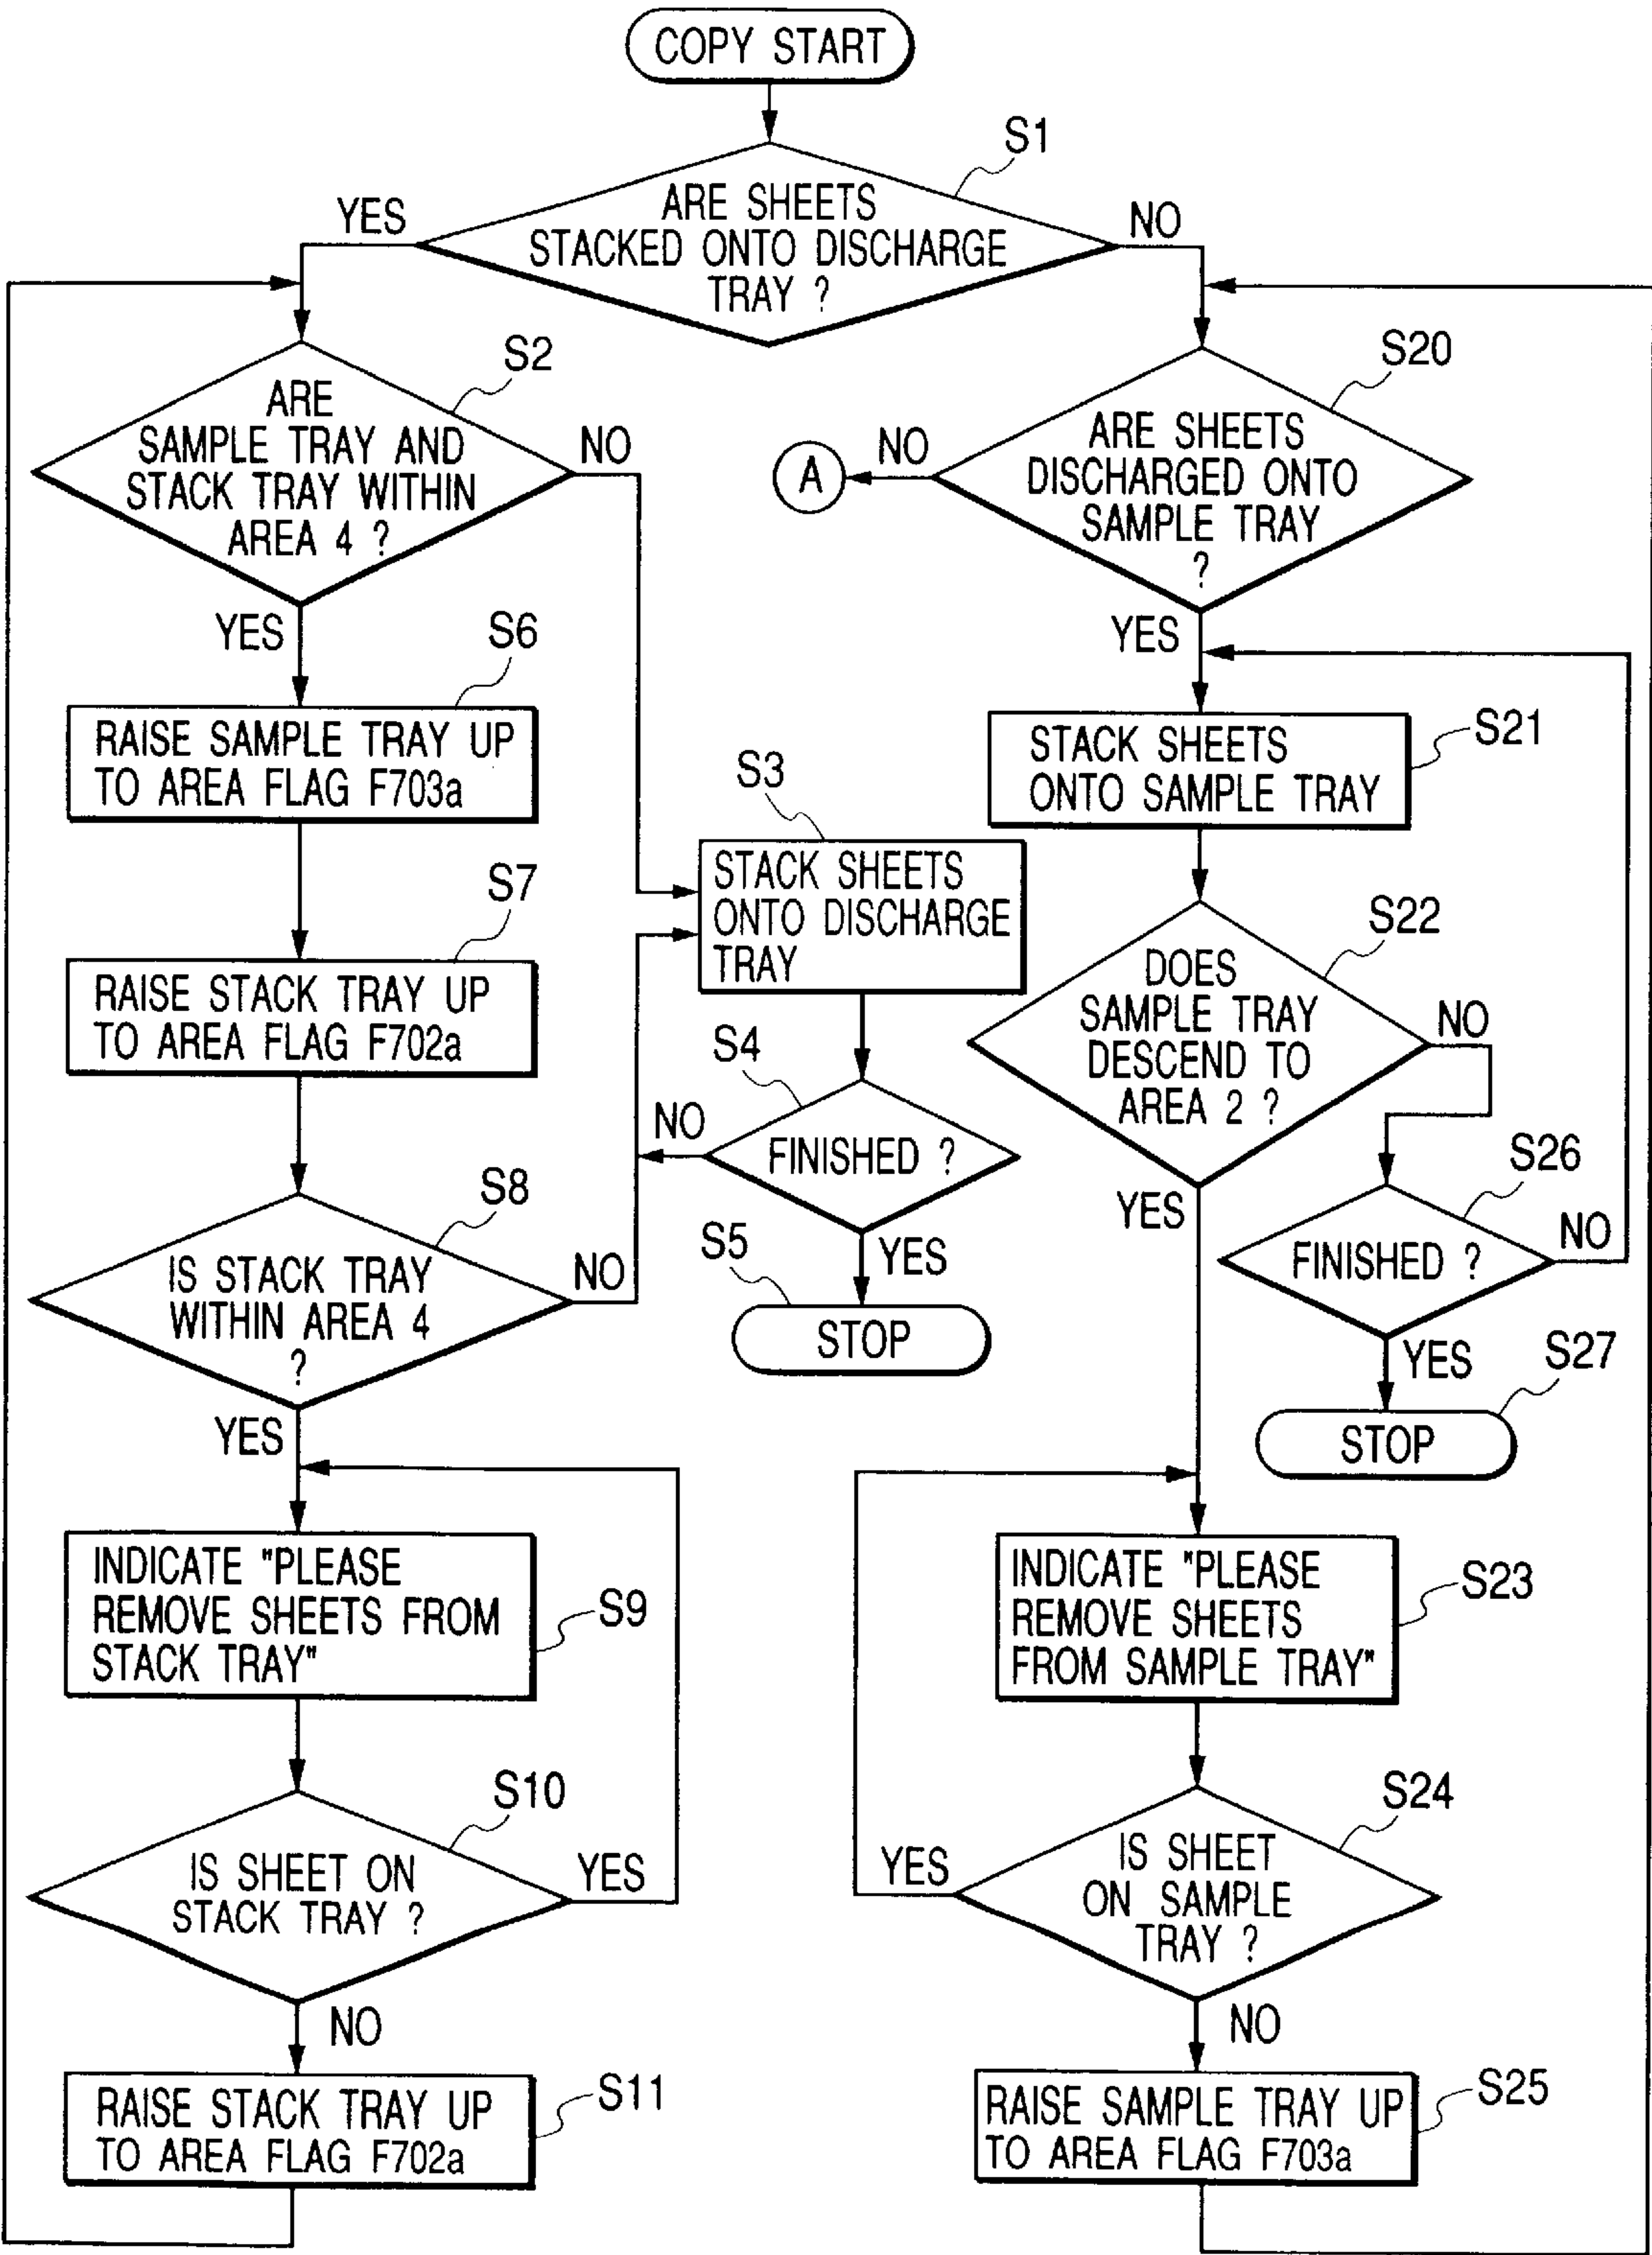 COPY START
S1
ARE SHEETS
STACKED ONTO DISCHARGE
TRAY ?
YES
NO
S2
ARE
SAMPLE TRAY AND
STACK TRAY WITHIN
AREA 4 ?
NO
YES
S6
RAISE SAMPLE TRAY UP
TO AREA FLAG F703a
S7
RAISE STACK TRAY UP
TO AREA FLAG F702a
S8
IS STACK TRAY
WITHIN AREA 4
?
NO
YES
S9
INDICATE "PLEASE
REMOVE SHEETS FROM
STACK TRAY"
S10
IS SHEET ON
STACK TRAY ?
YES
NO
S11
RAISE STACK TRAY UP
TO AREA FLAG F702a
S3
STACK SHEETS
ONTO DISCHARGE
TRAY
S4
FINISHED ?
NO
YES
S5
STOP
S20
ARE SHEETS
DISCHARGED ONTO
SAMPLE TRAY
?
NO
A
YES
S21
STACK SHEETS
ONTO SAMPLE TRAY
S22
DOES
SAMPLE TRAY
DESCEND TO
AREA 2 ?
NO
YES
S26
FINISHED ?
NO
YES
S27
STOP
S23
INDICATE "PLEASE
REMOVE SHEETS
FROM SAMPLE TRAY"
S24
IS SHEET
ON SAMPLE
TRAY ?
YES
NO
S25
RAISE SAMPLE TRAY UP
TO AREA FLAG F703a